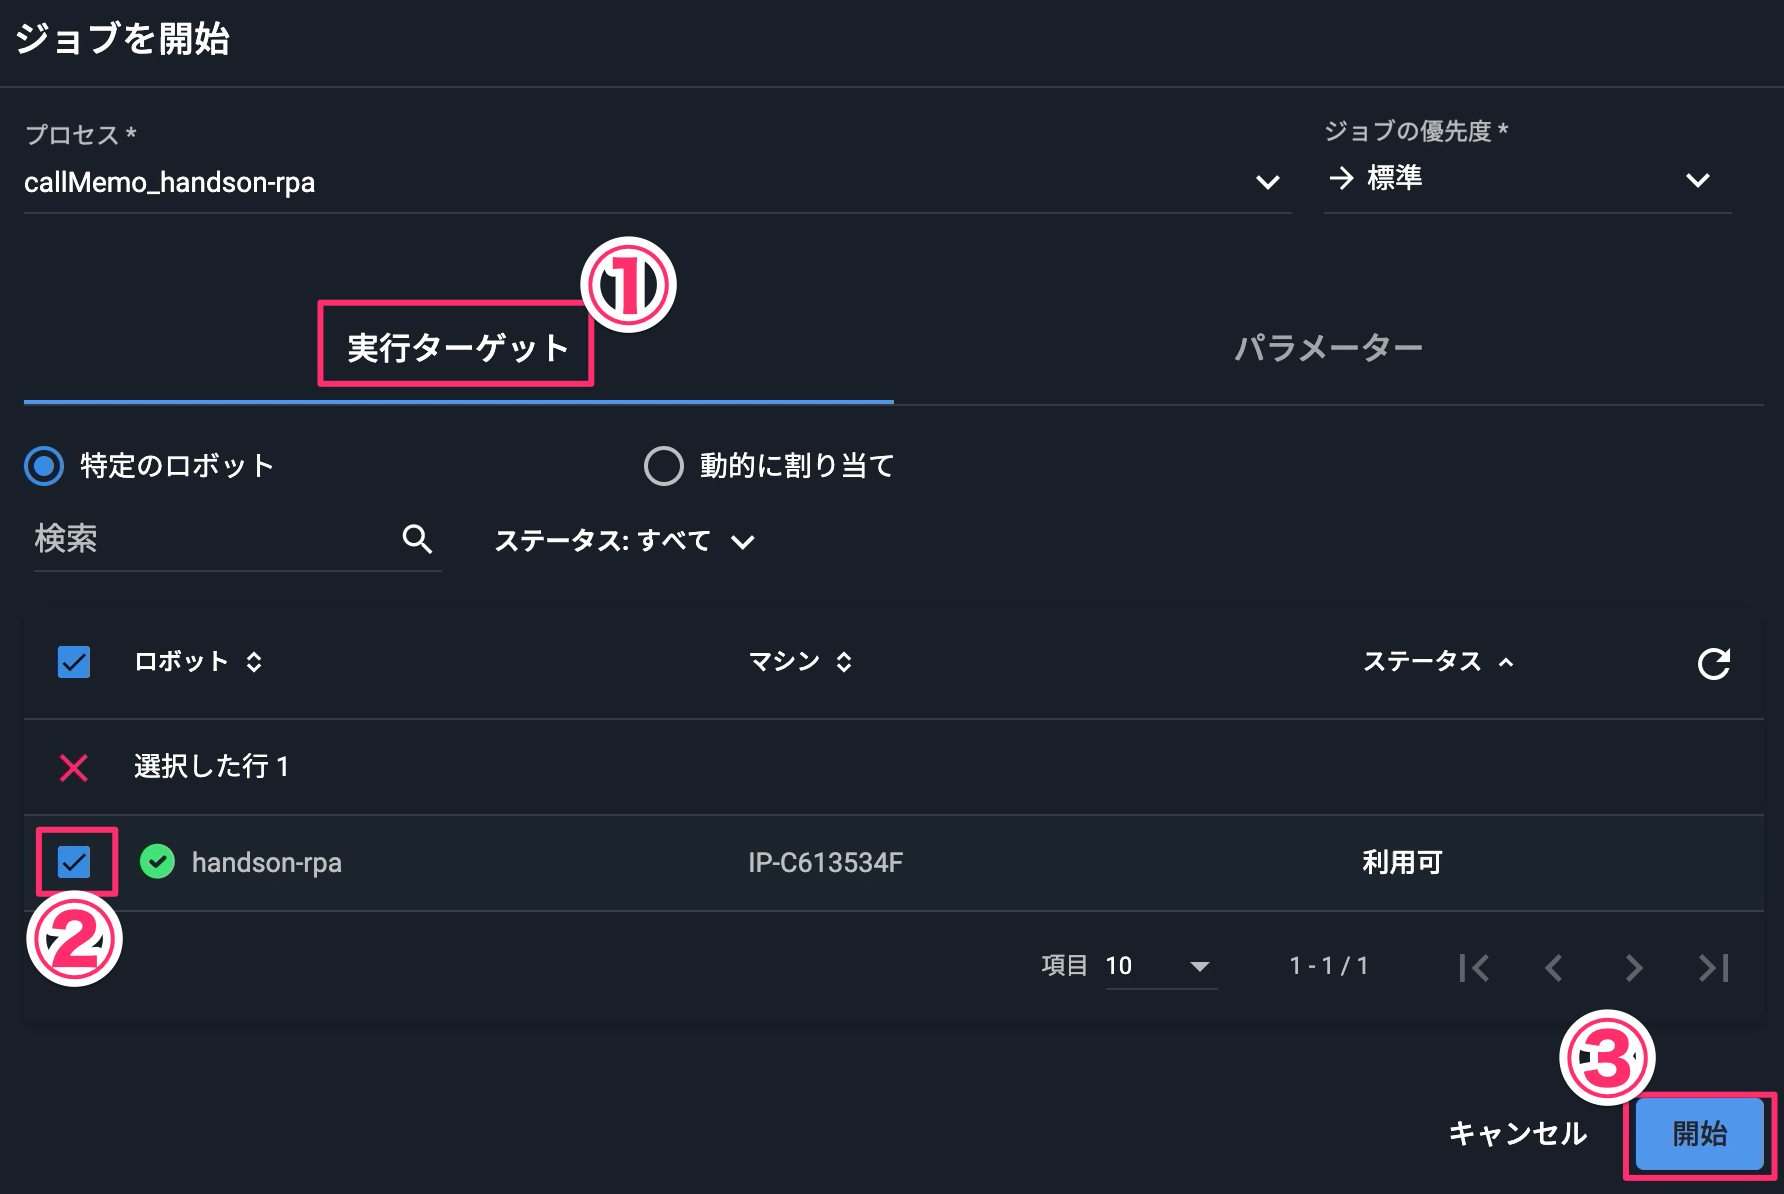 ジョブを開始
プロセス *
ジョブの優先度 *
callMemo_handson-rpa
標準
①
実行ターゲット
パラメーター
特定のロボット
動的に割り当て
検索
ステータス: すべて
ロボット マシン ステータス
選択した行 1
handson-rpa IP-C613534F 利用可
②
項目 10 1 - 1 / 1
③
キャンセル 開始